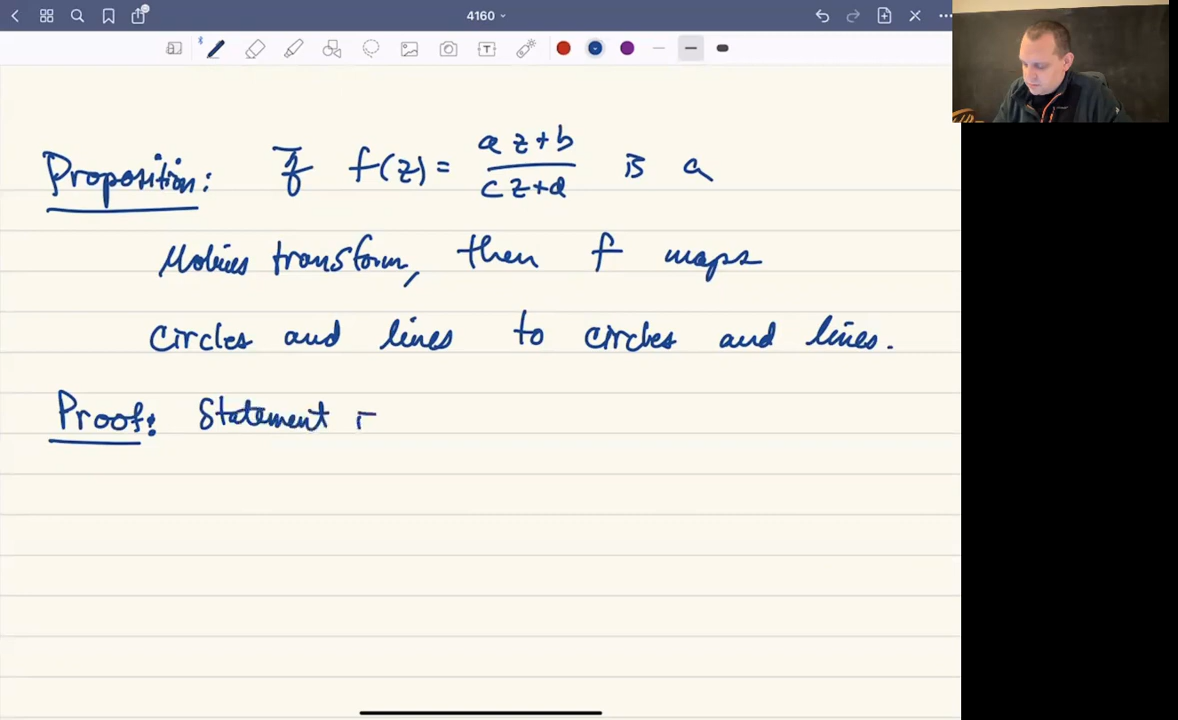 4160
Proposition: If f(z) = \frac{az+b}{cz+d} is a
Mobius transform, then f maps
circles and lines to circles and lines.
Proof: Statement